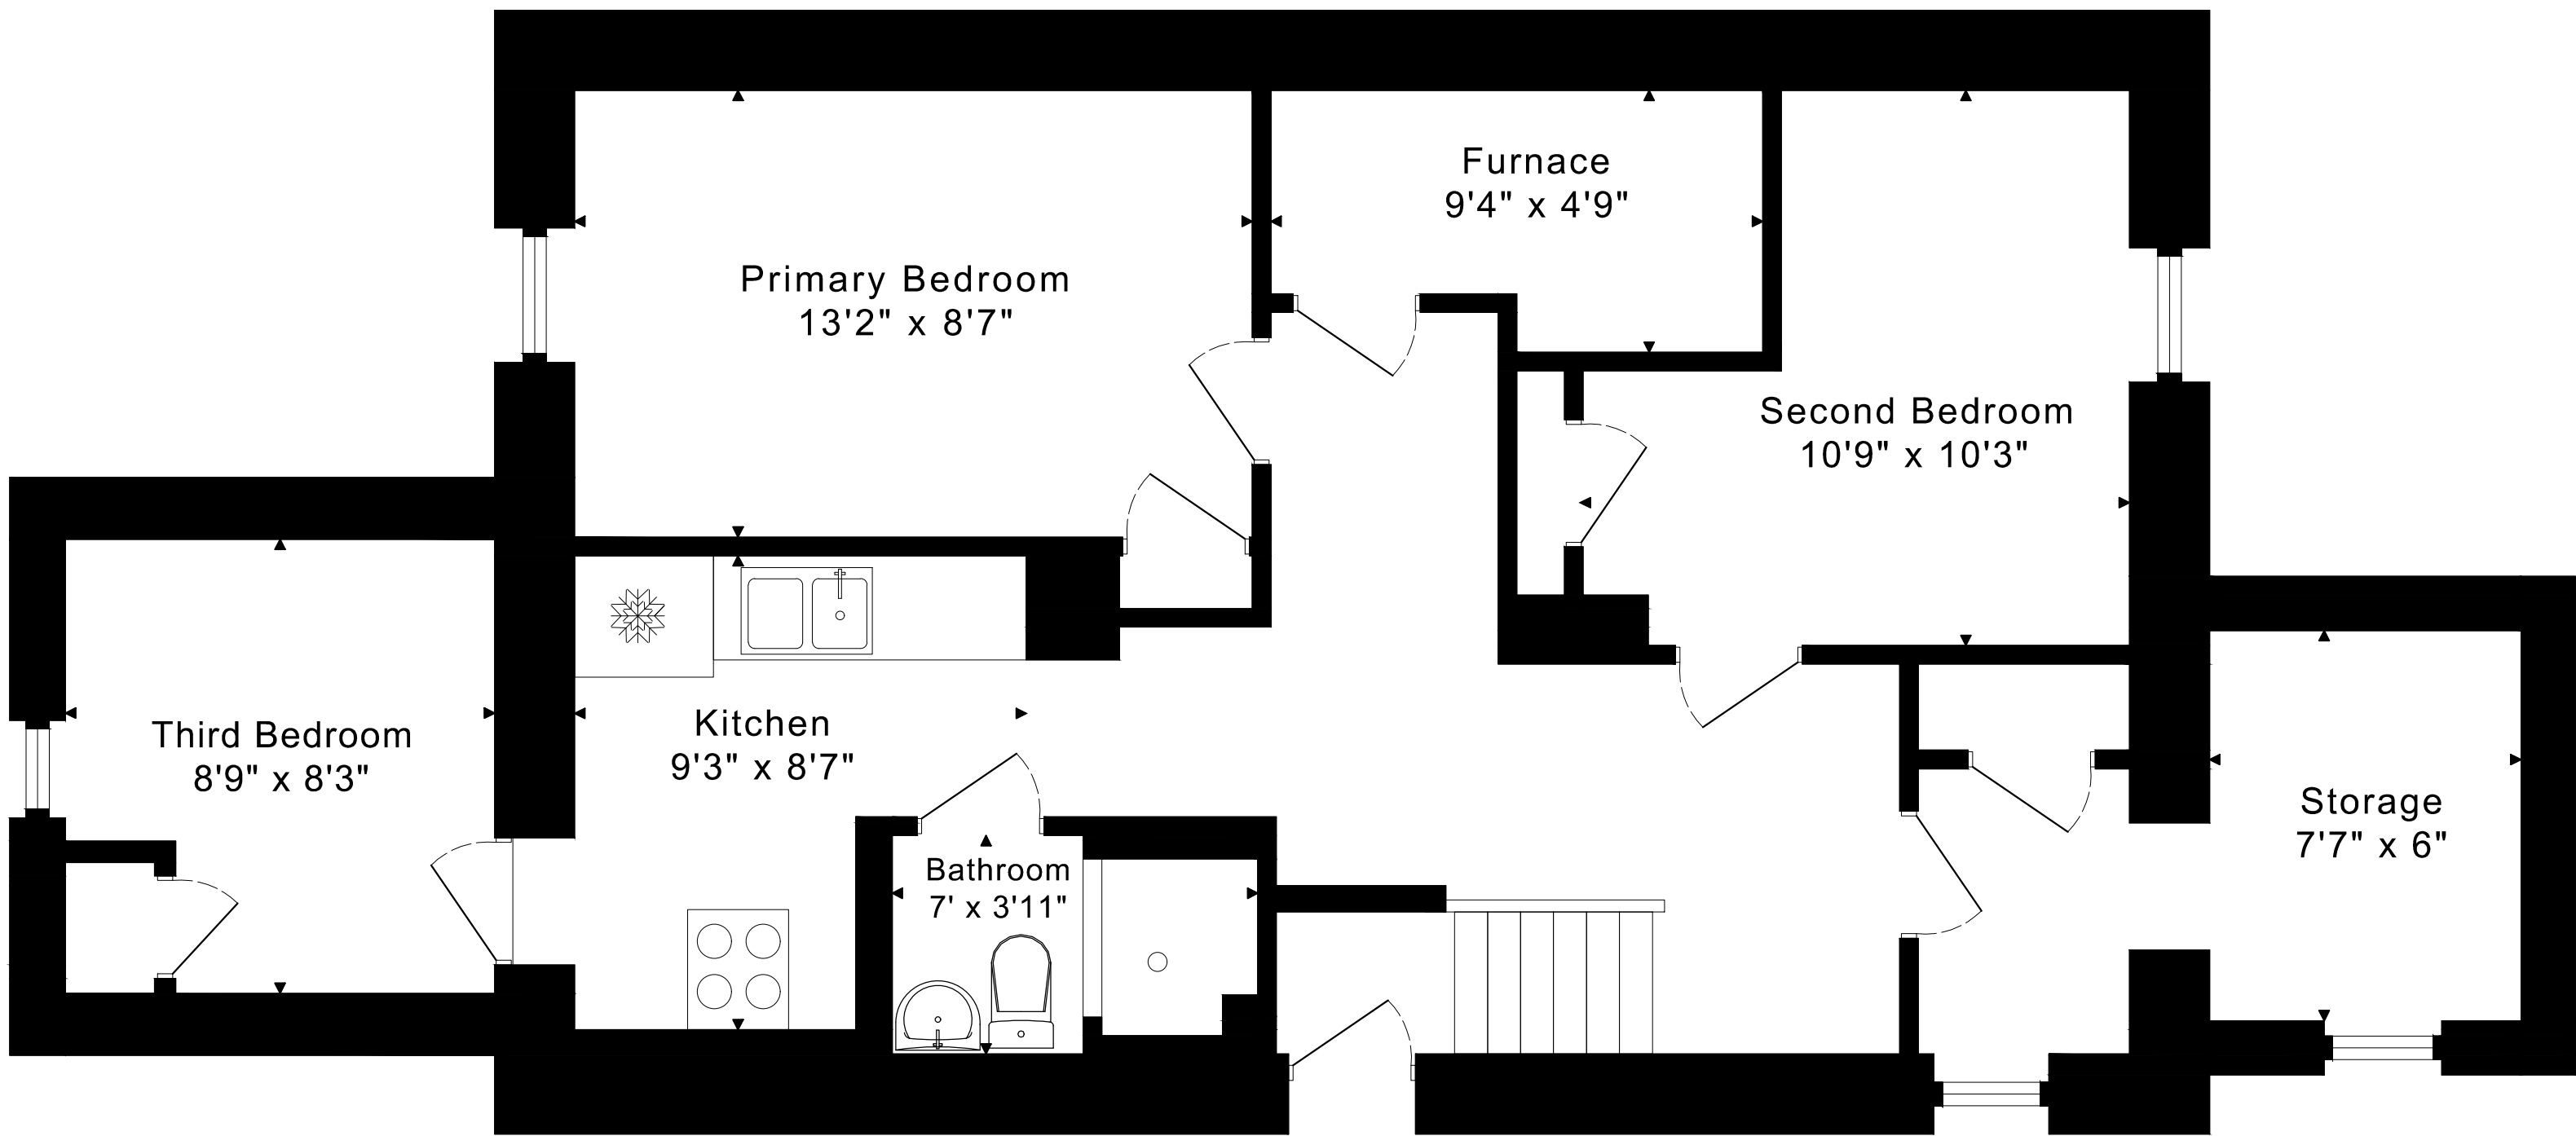 Furnace
9'4" x 4'9"
Primary Bedroom
13'2" x 8'7"
Second Bedroom
10'9" x 10'3"
Third Bedroom
8'9" x 8'3"
Kitchen
9'3" x 8'7"
Storage
7'7" x 6"
Bathroom
7' x 3'11"